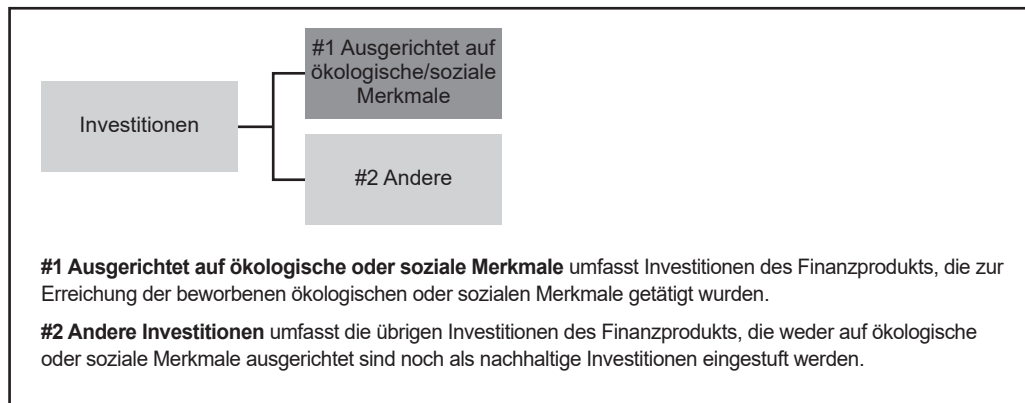 #1 Ausgerichtet auf
ökologische/soziale
Merkmale
Investitionen
#2 Andere
#1 Ausgerichtet auf ökologische oder soziale Merkmale umfasst Investitionen des Finanzprodukts, die zur
Erreichung der beworbenen ökologischen oder sozialen Merkmale getätigt wurden.
#2 Andere Investitionen umfasst die übrigen Investitionen des Finanzprodukts, die weder auf ökologische
oder soziale Merkmale ausgerichtet sind noch als nachhaltige Investitionen eingestuft werden.